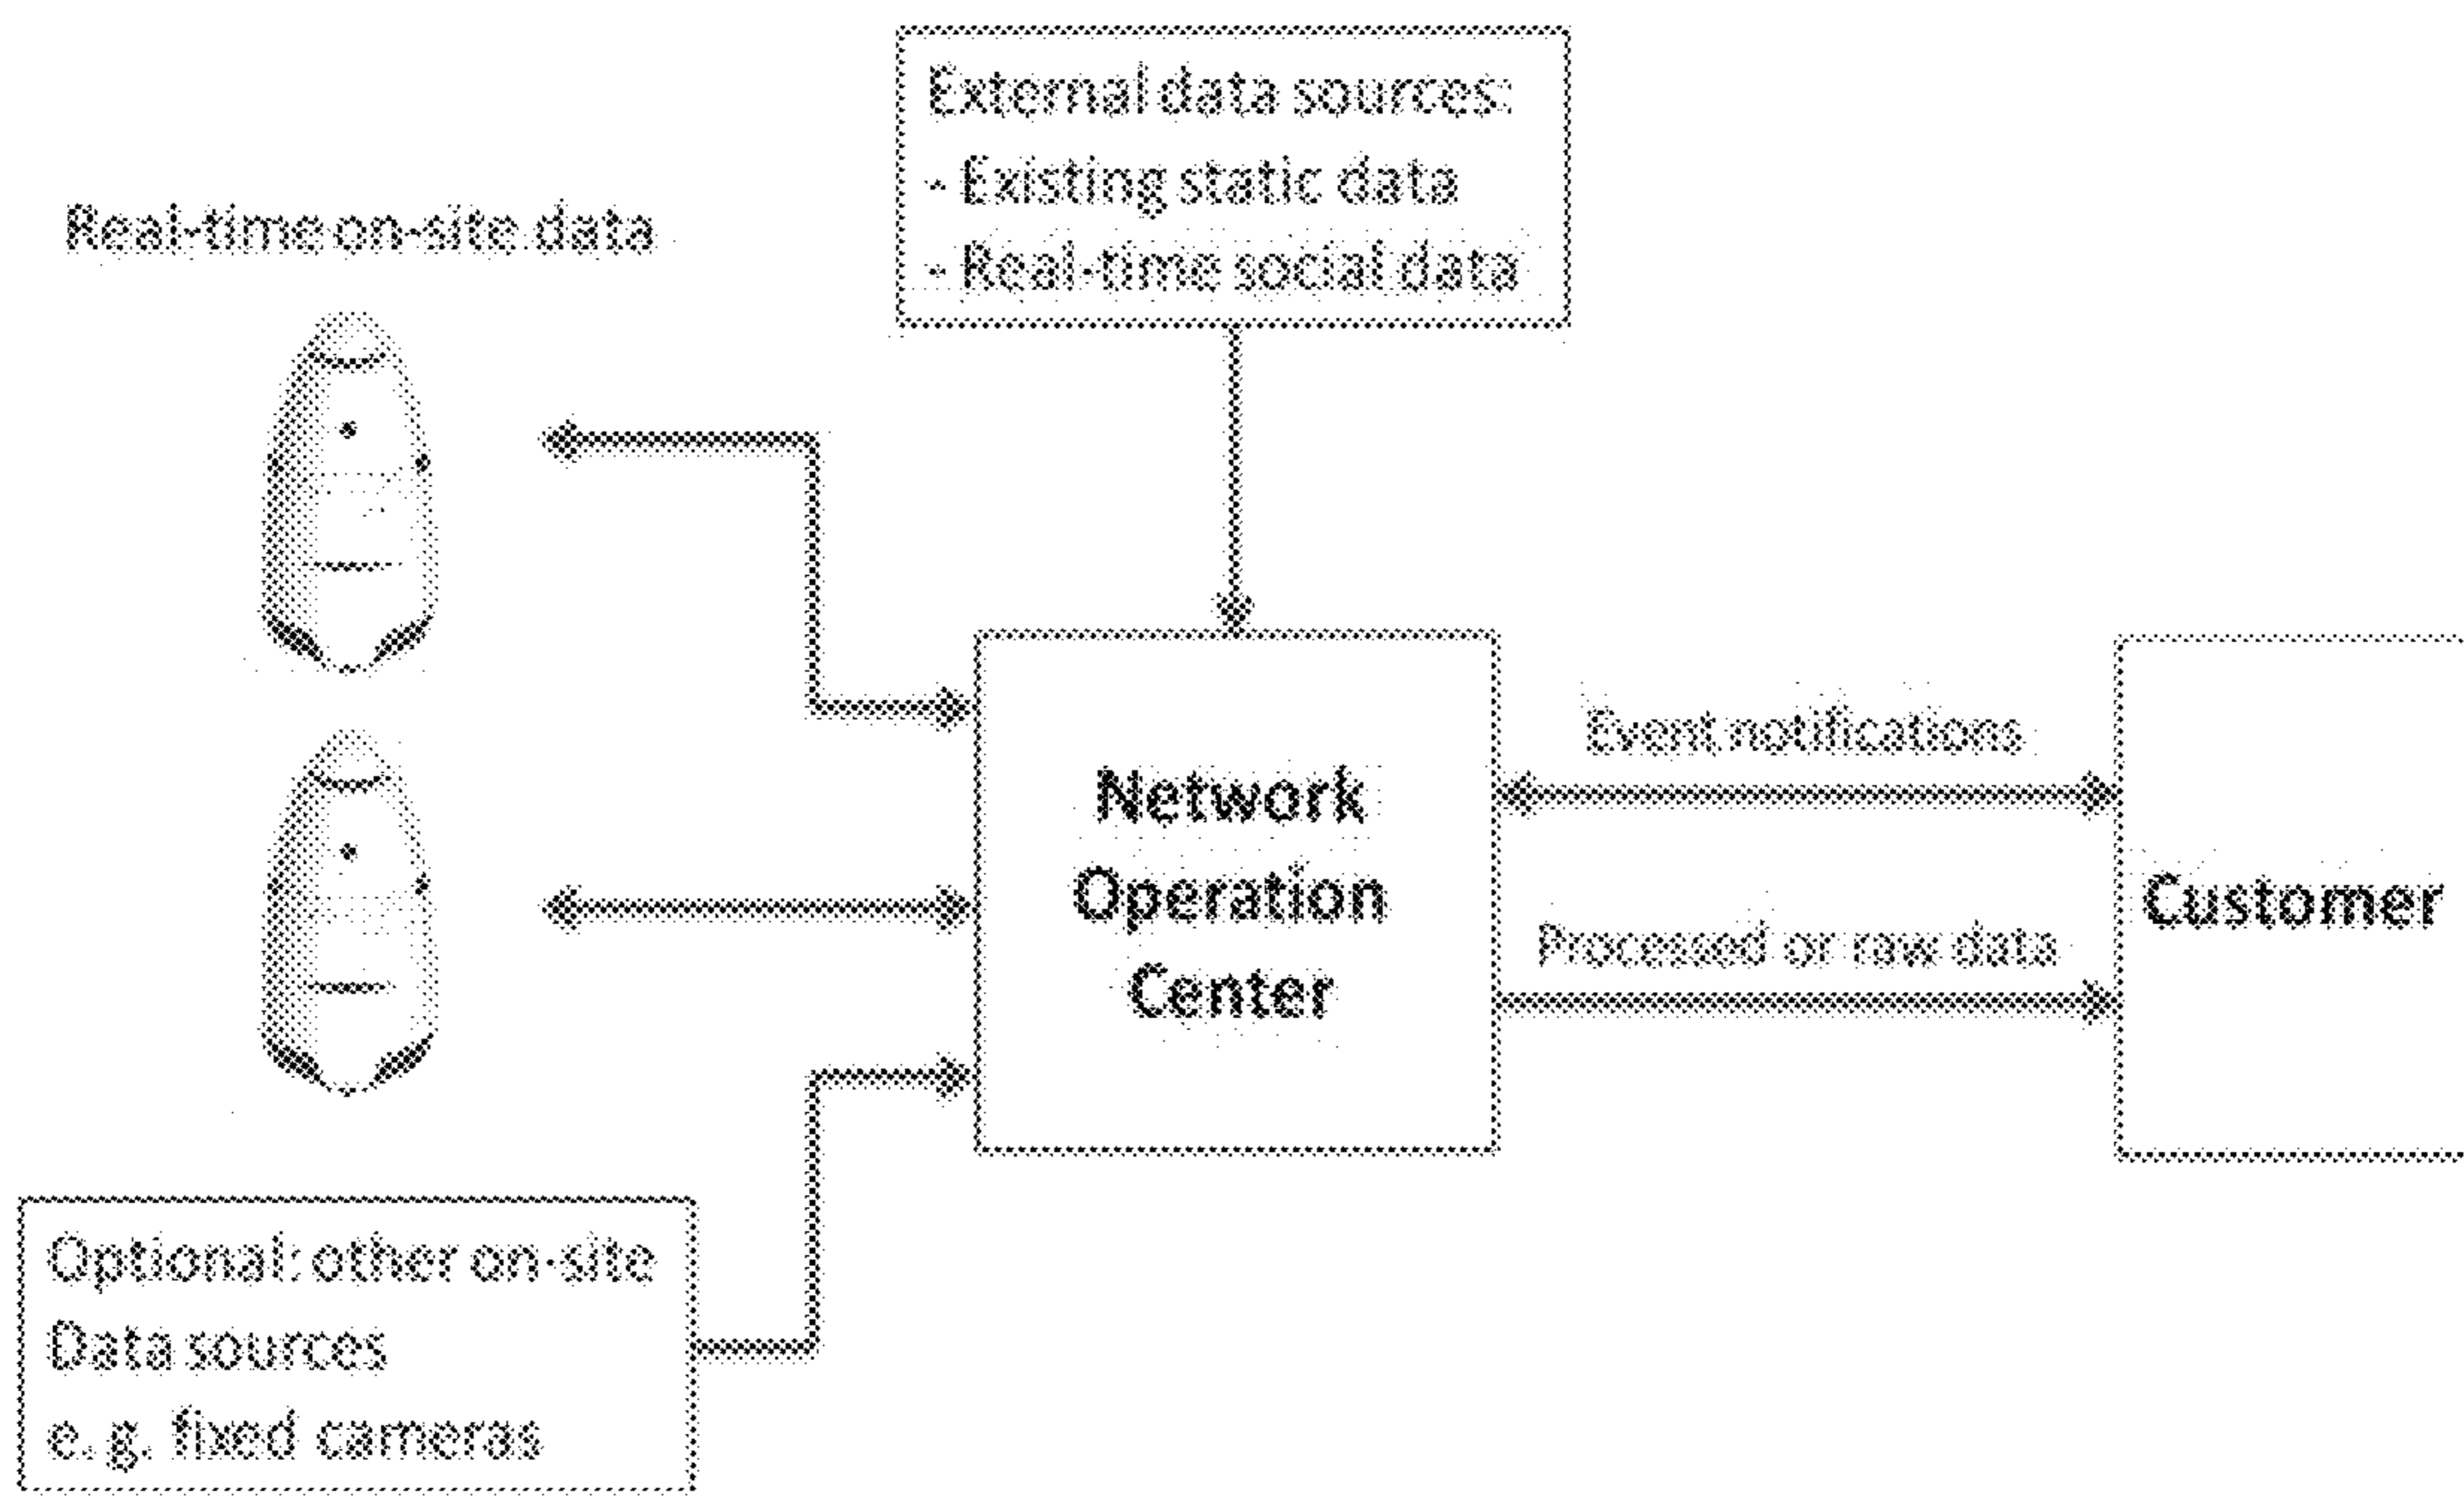 External data sources:
- Existing static data
- Real-time social data
Real-time on-site data
Network
Operation
Center
Event notifications
Processed or raw data
Customer
Optional: other on-site
Data sources
e. g. fixed cameras